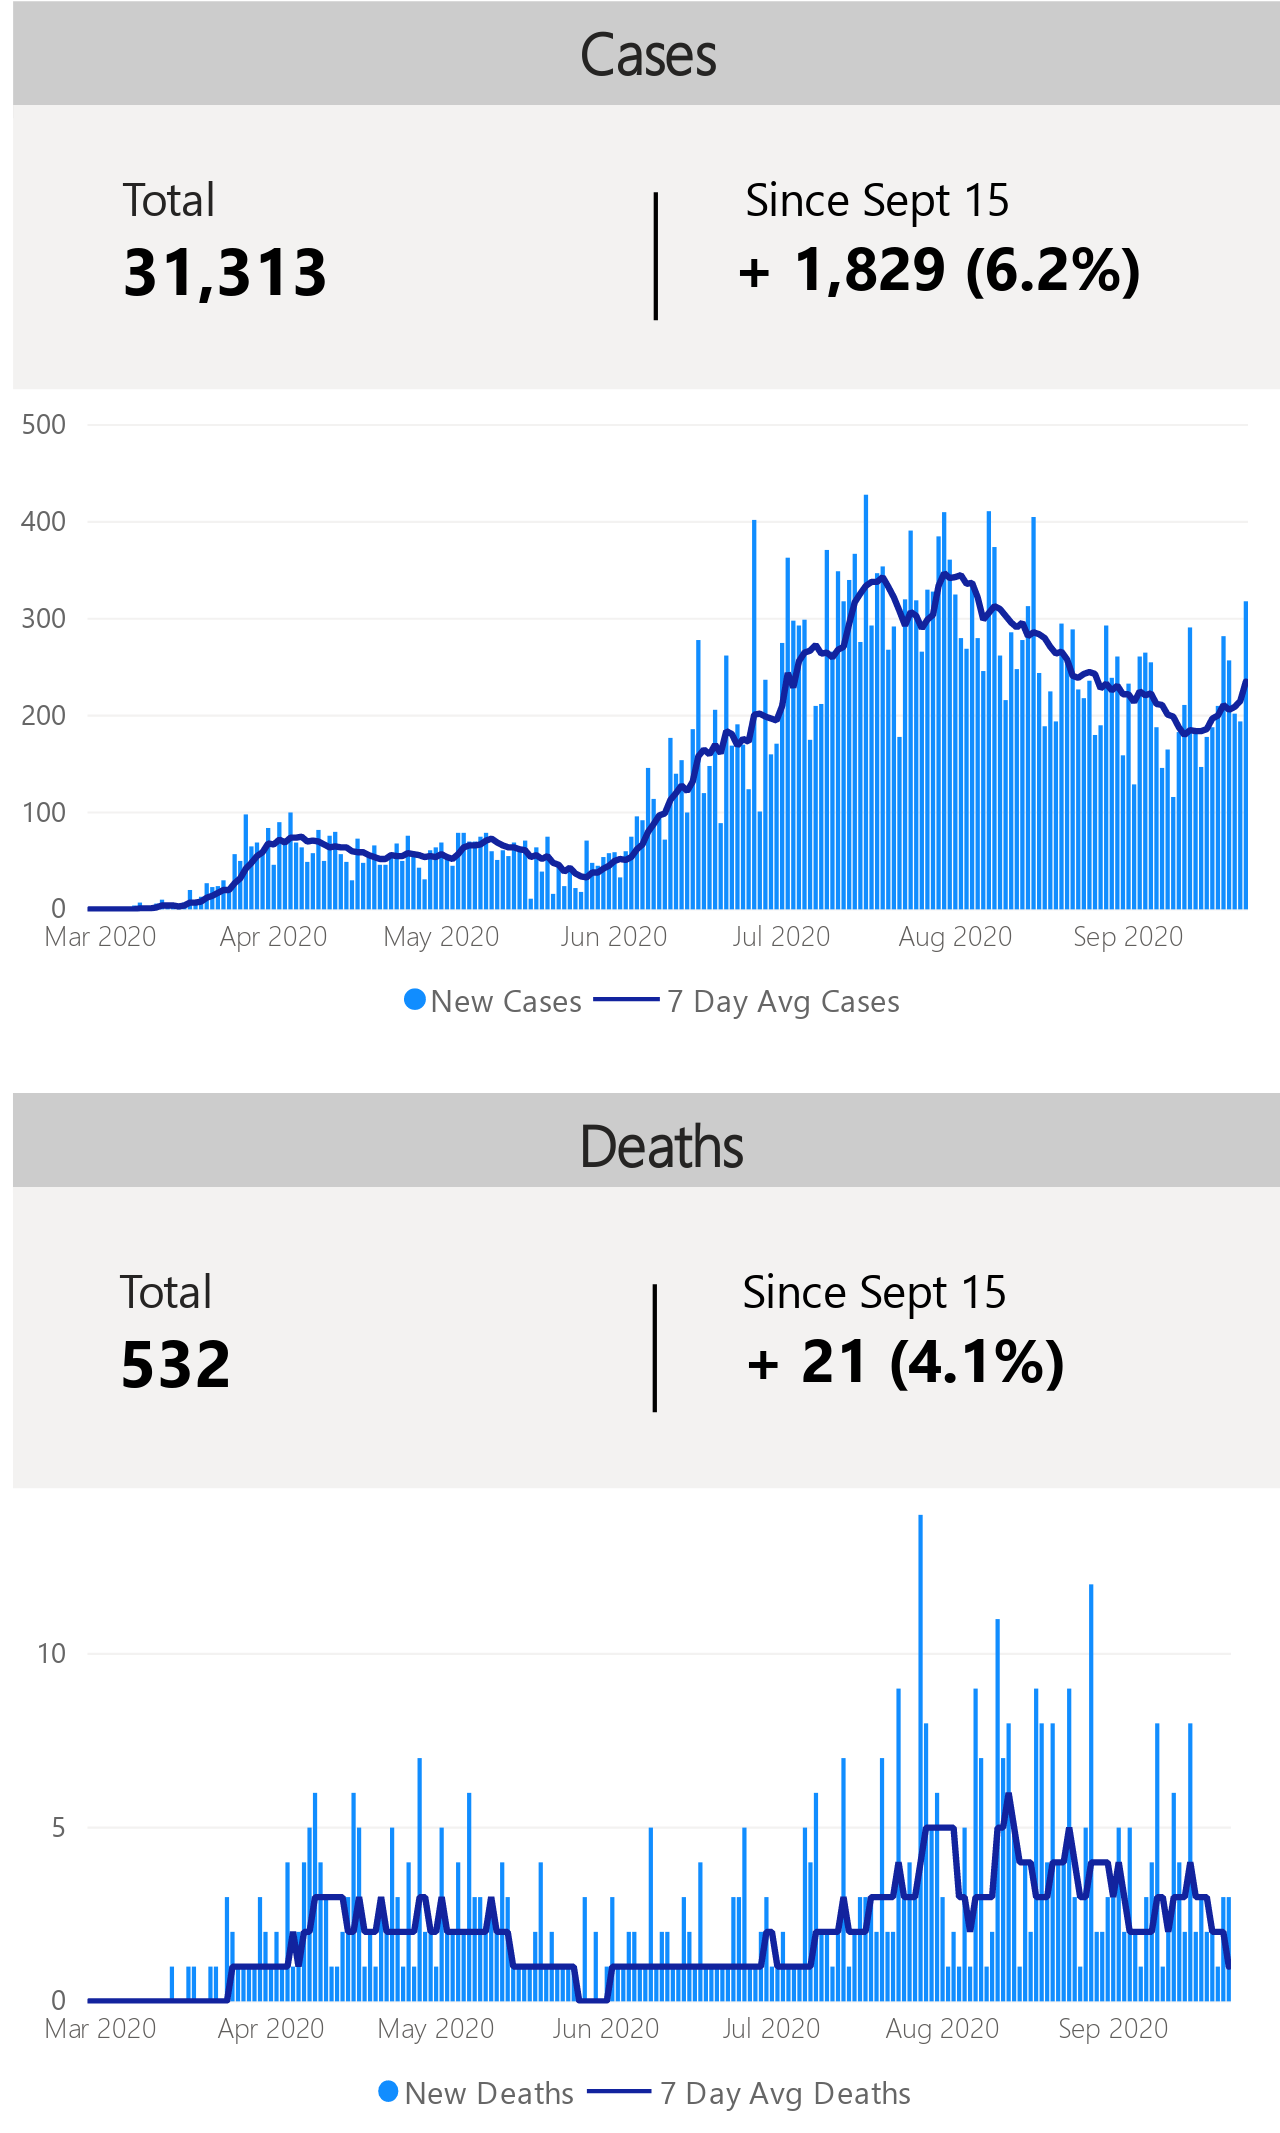 Cases
Total
Since Sept 15
31,313
+ 1,829 (6.2%)
500
400
300
200
100
0
Mar 2020 Apr 2020 May 2020 Jun 2020 Jul 2020 Aug 2020 Sep 2020
New Cases 7 Day Avg Cases
Deaths
Total
Since Sept 15
532
+ 21 (4.1%)
10
5
0
Mar 2020 Apr 2020 May 2020 Jun 2020 Jul 2020 Aug 2020 Sep 2020
New Deaths 7 Day Avg Deaths